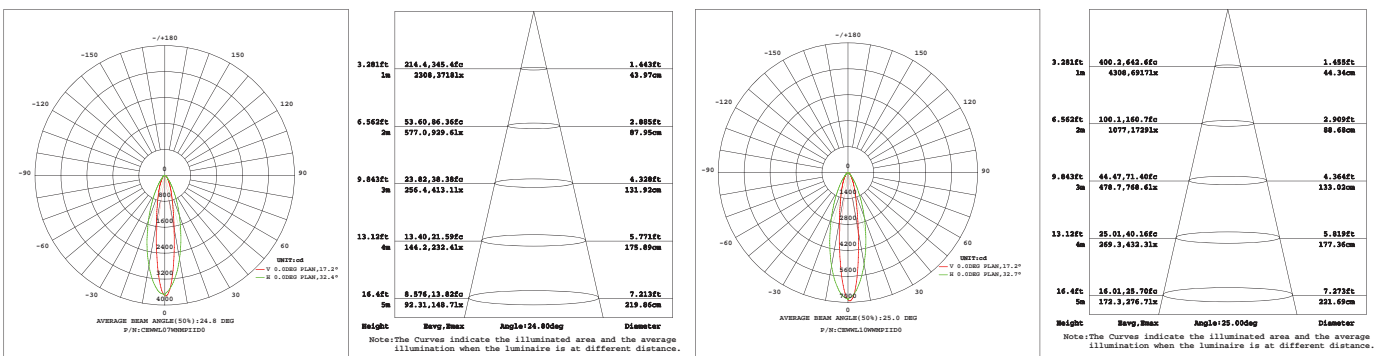 -/+180
-150
150
-120
120
-90
90
-60
60
-30
30
0
0
800
1600
2400
3200
4000
UNIT:cd
V 0.0DEG PLAN,17.2°
H 0.0DEG PLAN,32.4°
AVERAGE BEAM ANGLE(50%):24.8 DEG
P/N:CEWWL07WNMPIID0
3.281ft 214.4,345.4fc 1.443ft
1m 2308,3718lx 43.97cm
6.562ft 53.60,86.36fc 2.885ft
2m 577.0,929.6lx 87.95cm
9.843ft 23.82,38.38fc 4.328ft
3m 256.4,413.1lx 131.92cm
13.12ft 13.40,21.59fc 5.771ft
4m 144.2,232.4lx 175.89cm
16.4ft 8.576,13.82fc 7.213ft
5m 92.31,148.7lx 219.86cm
Height Eavg,Emax Angle:24.80deg Diameter
Note:The Curves indicate the illuminated area and the average
illumination when the luminaire is at different distance.
-/+180
-150
150
-120
120
-90
90
-60
60
-30
30
0
0
1400
2800
4200
5600
7000
UNIT:cd
V 0.0DEG PLAN,17.2°
H 0.0DEG PLAN,32.7°
AVERAGE BEAM ANGLE(50%):25.0 DEG
P/N:CEWWL10WWMPIID0
3.281ft 400.2,642.6fc 1.455ft
1m 4308,6917lx 44.34cm
6.562ft 100.1,160.7fc 2.909ft
2m 1077,1729lx 88.68cm
9.843ft 44.47,71.40fc 4.364ft
3m 478.7,768.6lx 133.02cm
13.12ft 25.01,40.16fc 5.819ft
4m 269.3,432.3lx 177.36cm
16.4ft 16.01,25.70fc 7.273ft
5m 172.3,276.7lx 221.69cm
Height Eavg,Emax Angle:25.00deg Diameter
Note:The Curves indicate the illuminated area and the average
illumination when the luminaire is at different distance.